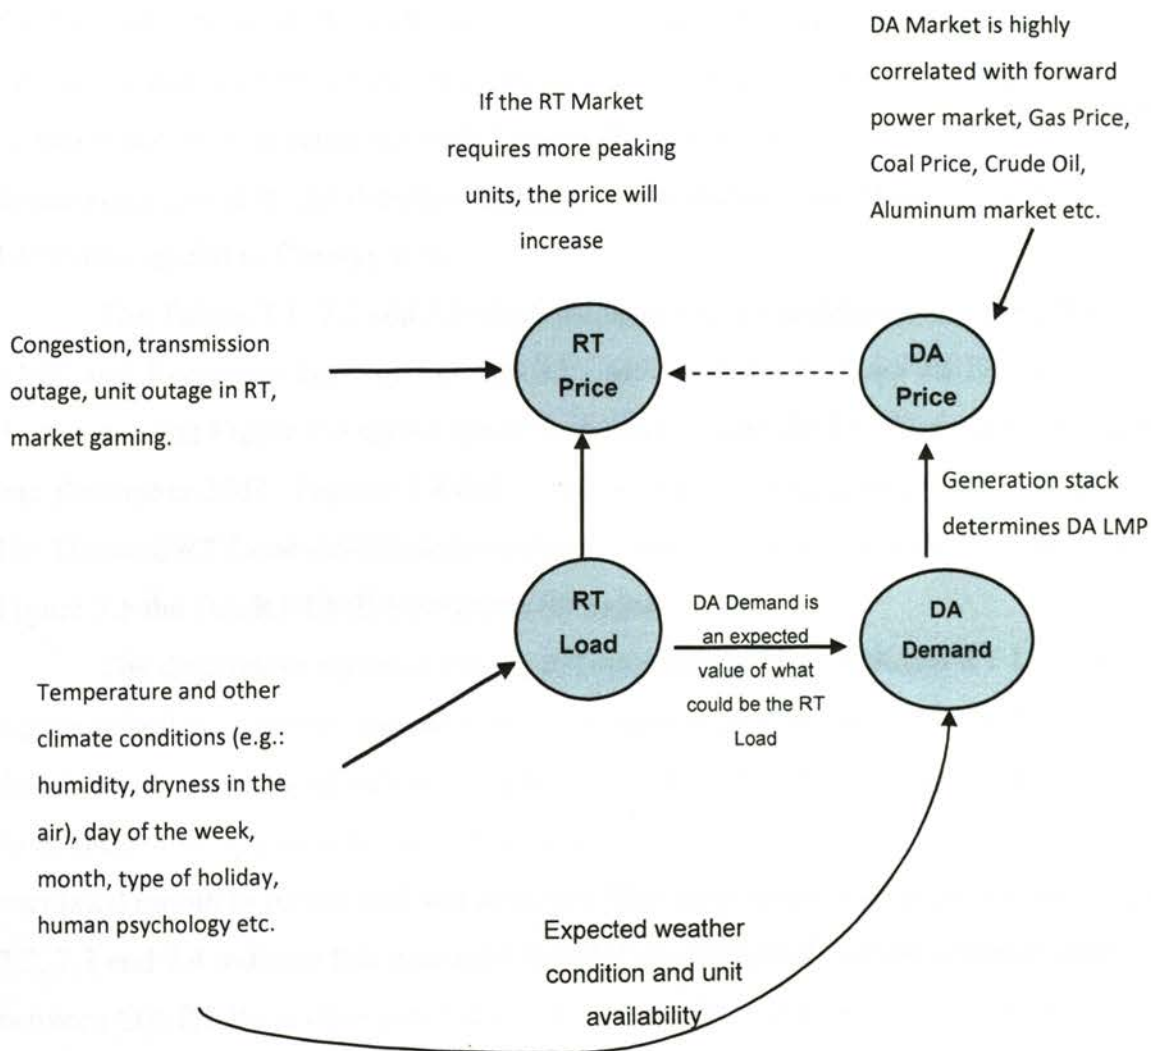 DA Market is highly
correlated with forward
power market, Gas Price,
Coal Price, Crude Oil,
Aluminum market etc.
If the RT Market
requires more peaking
units, the price will
increase
Congestion, transmission
outage, unit outage in RT,
market gaming.
RT
Price
DA
Price
Generation stack
determines DA LMP
RT
Load
DA Demand is
an expected
value of what
could be the RT
Load
DA
Demand
Temperature and other
climate conditions (e.g.:
humidity, dryness in the
air), day of the week,
month, type of holiday,
human psychology etc.
Expected weather
condition and unit
availability